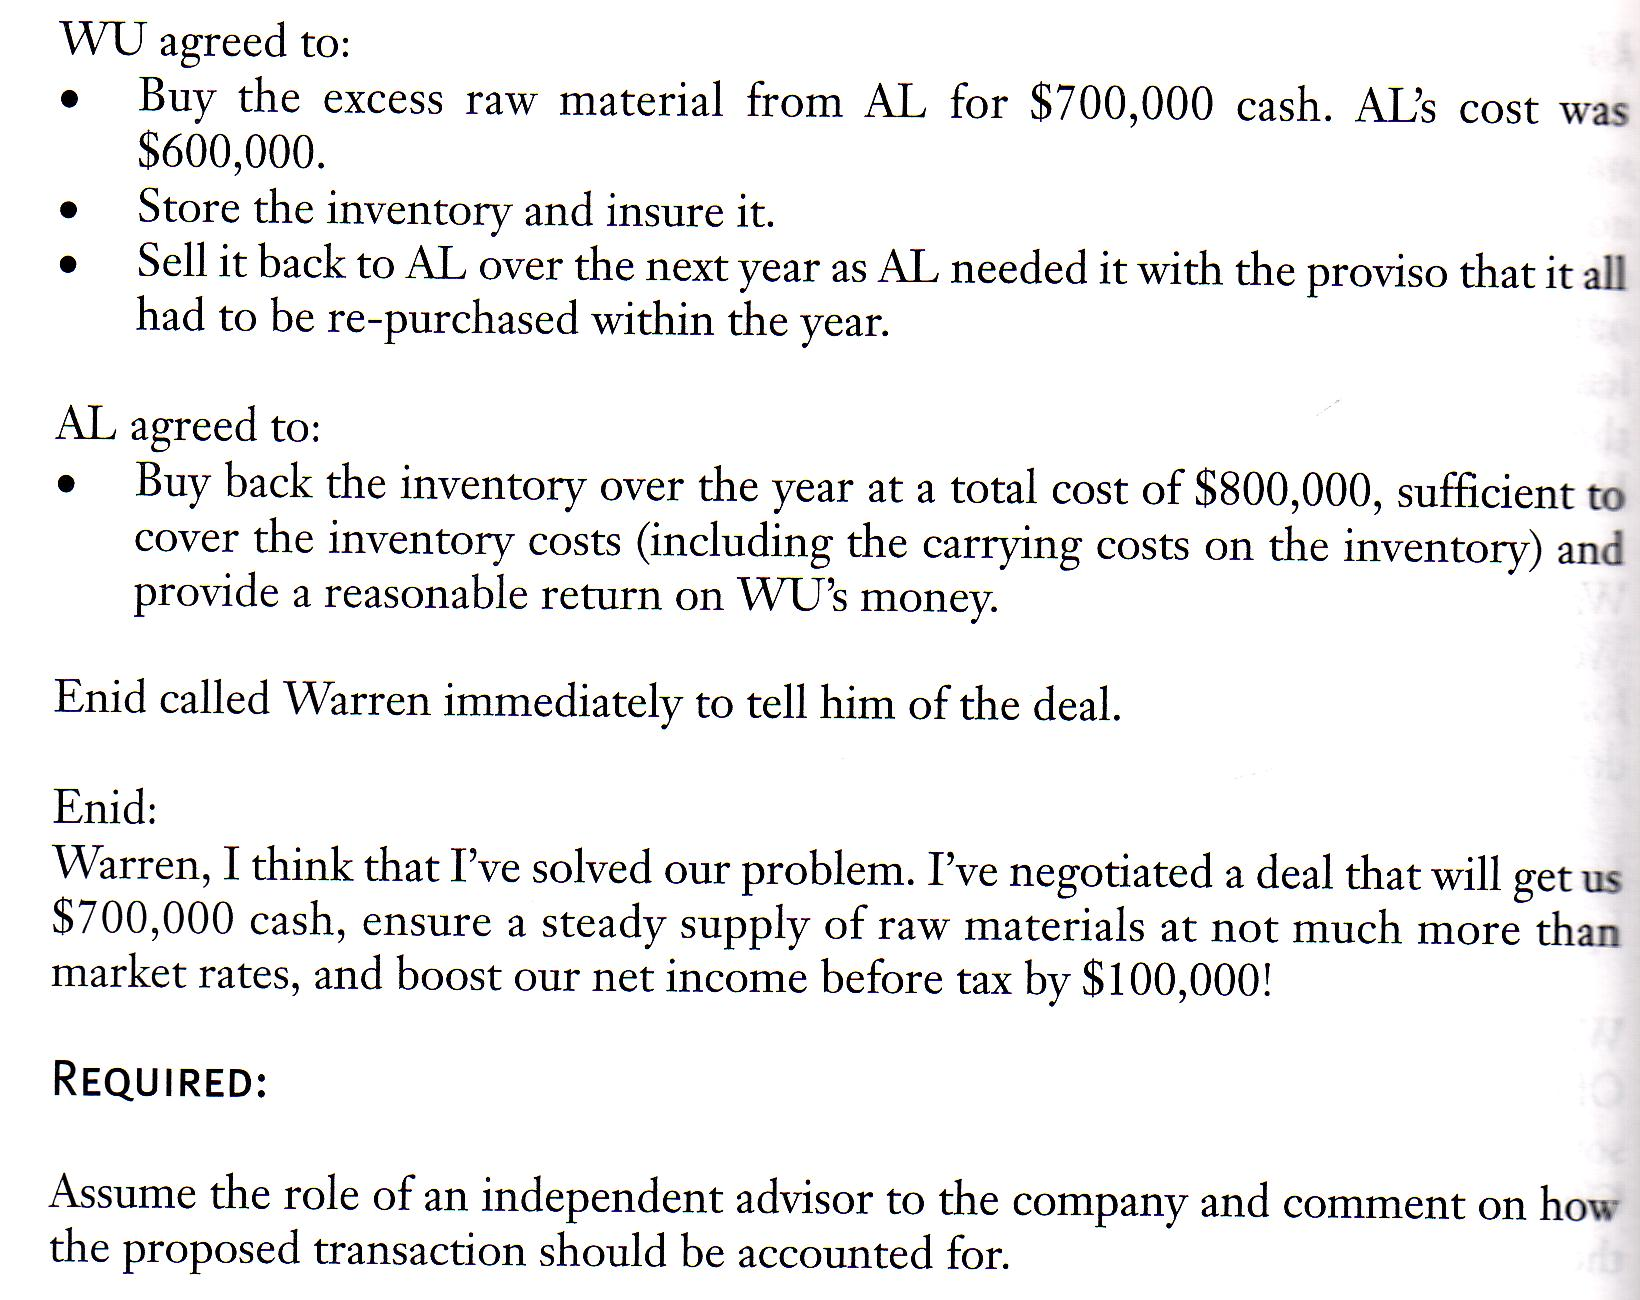 WU agreed to:
• Buy the excess raw material from AL for $700,000 cash. AL's cost was
$600,000.
• Store the inventory and insure it.
• Sell it back to AL over the next year as AL needed it with the proviso that it all
had to be re-purchased within the year.
AL agreed to:
• Buy back the inventory over the year at a total cost of $800,000, sufficient to
cover the inventory costs (including the carrying costs on the inventory) and
provide a reasonable return on WU's money.
Enid called Warren immediately to tell him of the deal.
Enid:
Warren, I think that I've solved our problem. I've negotiated a deal that will get us
$700,000 cash, ensure a steady supply of raw materials at not much more than
market rates, and boost our net income before tax by $100,000!
REQUIRED:
Assume the role of an independent advisor to the company and comment on how
the proposed transaction should be accounted for.